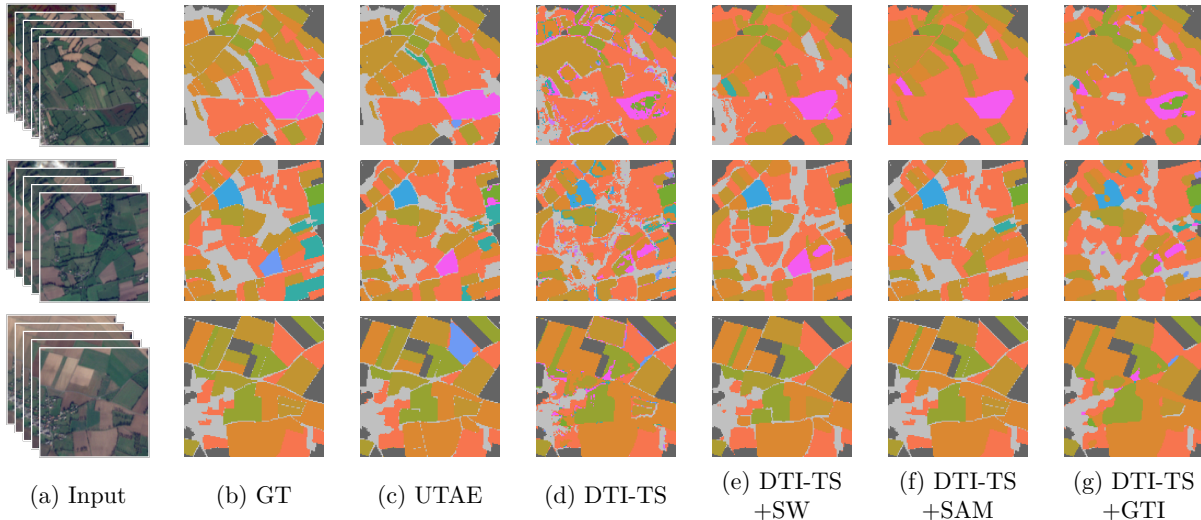 (a) Input
(b) GT
(c) UTAE
(d) DTI-TS
(e) DTI-TS
+SW
(f) DTI-TS
+SAM
(g) DTI-TS
+GTI